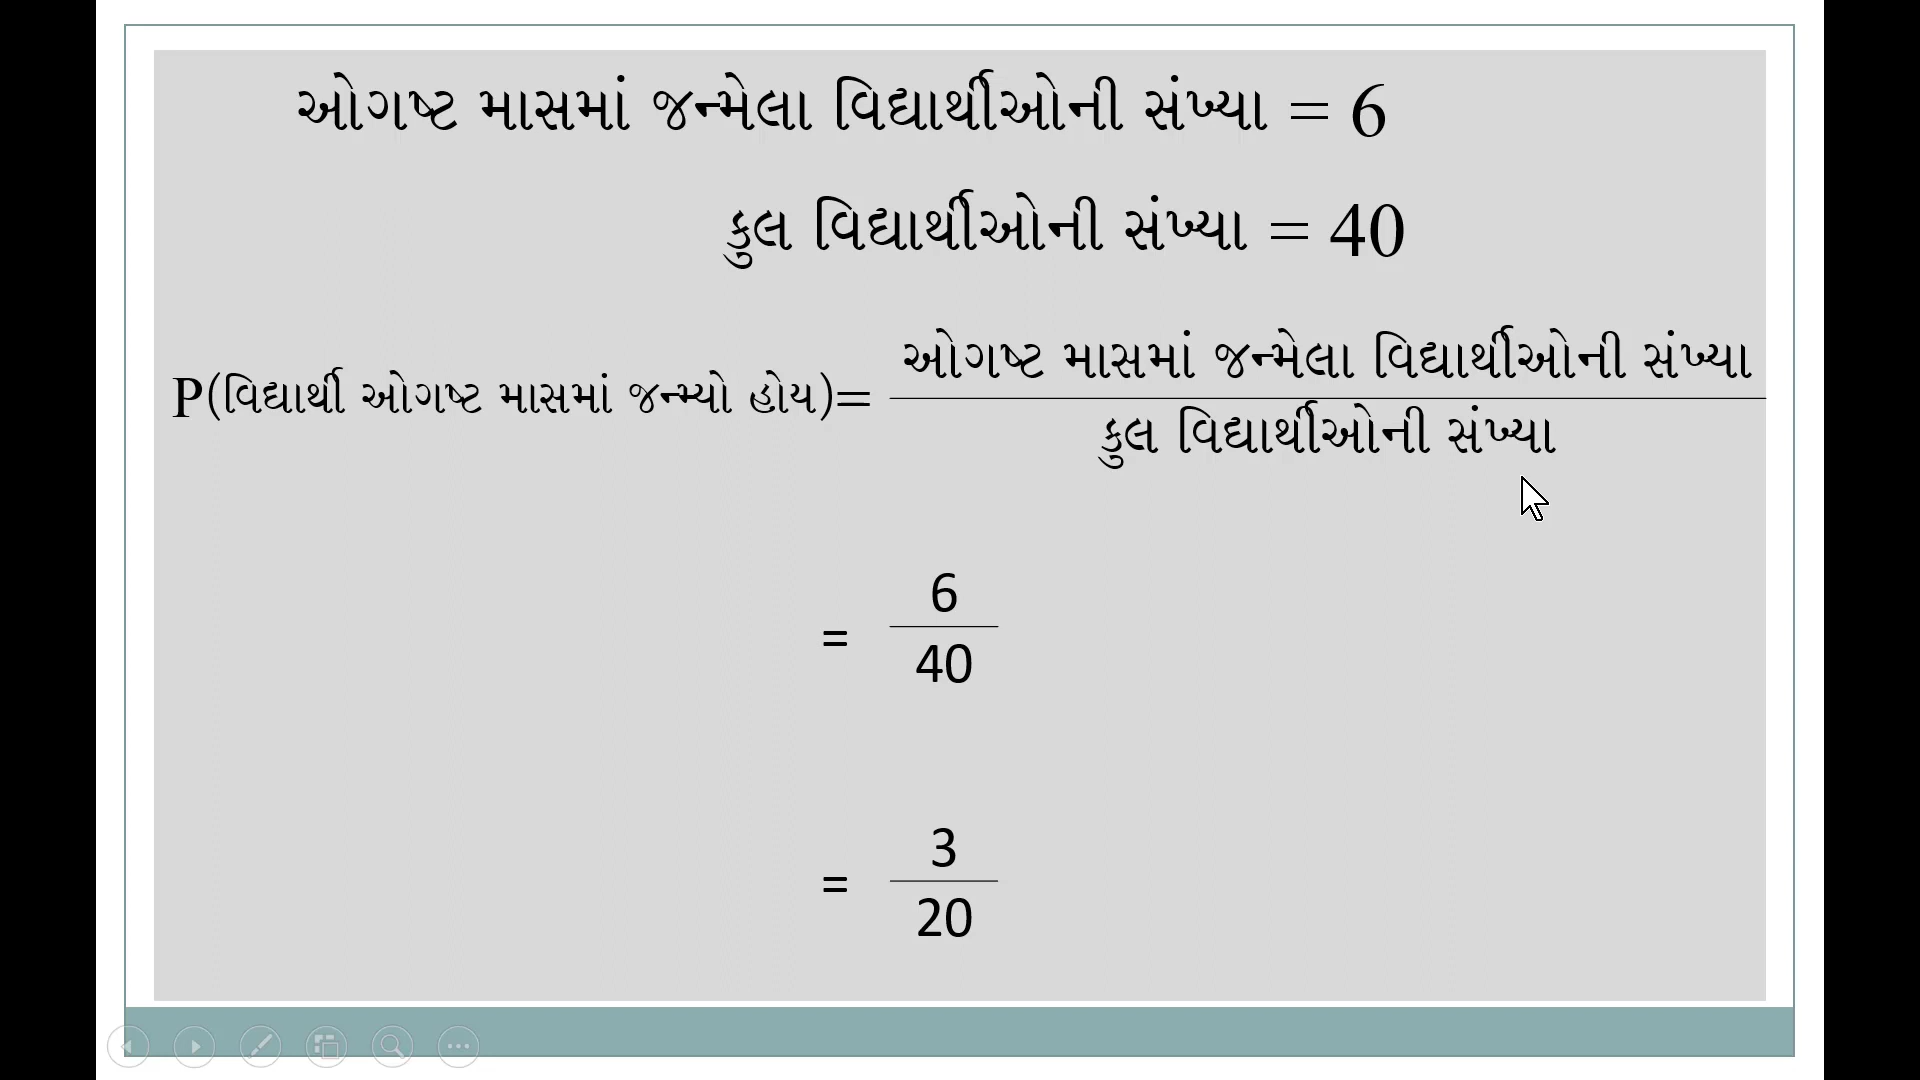 ઓગષ્ટ માસમાં જન્મેલા વિદ્યાર્થીઓની સંખ્યા = 6
કુલ વિદ્યાર્થીઓની સંખ્યા = 40
ઓગષ્ટ માસમાં જન્મેલા વિદ્યાર્થીઓની સંખ્યા
P(વિદ્યાર્થી ઓગષ્ટ માસમાં જન્મ્યો હોય)=
કુલ વિદ્યાર્થીઓની સંખ્યા
6
=
40
3
=
20